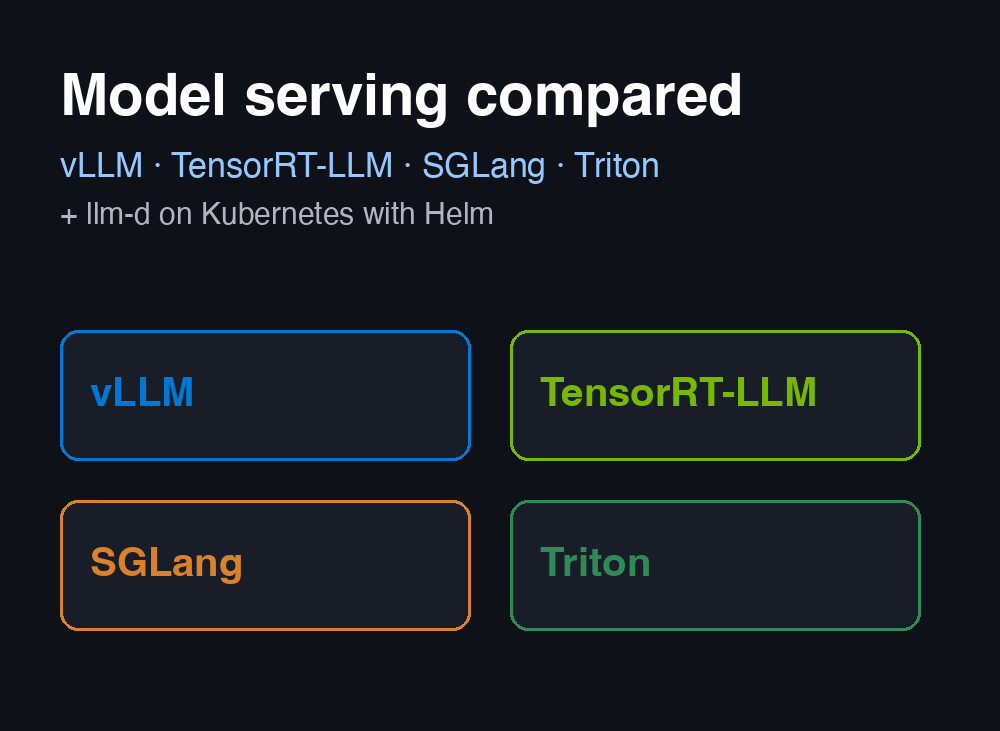 Model serving compared
vLLM · TensorRT-LLM · SGLang · Triton
+ llm-d on Kubernetes with Helm
vLLM
TensorRT-LLM
SGLang
Triton